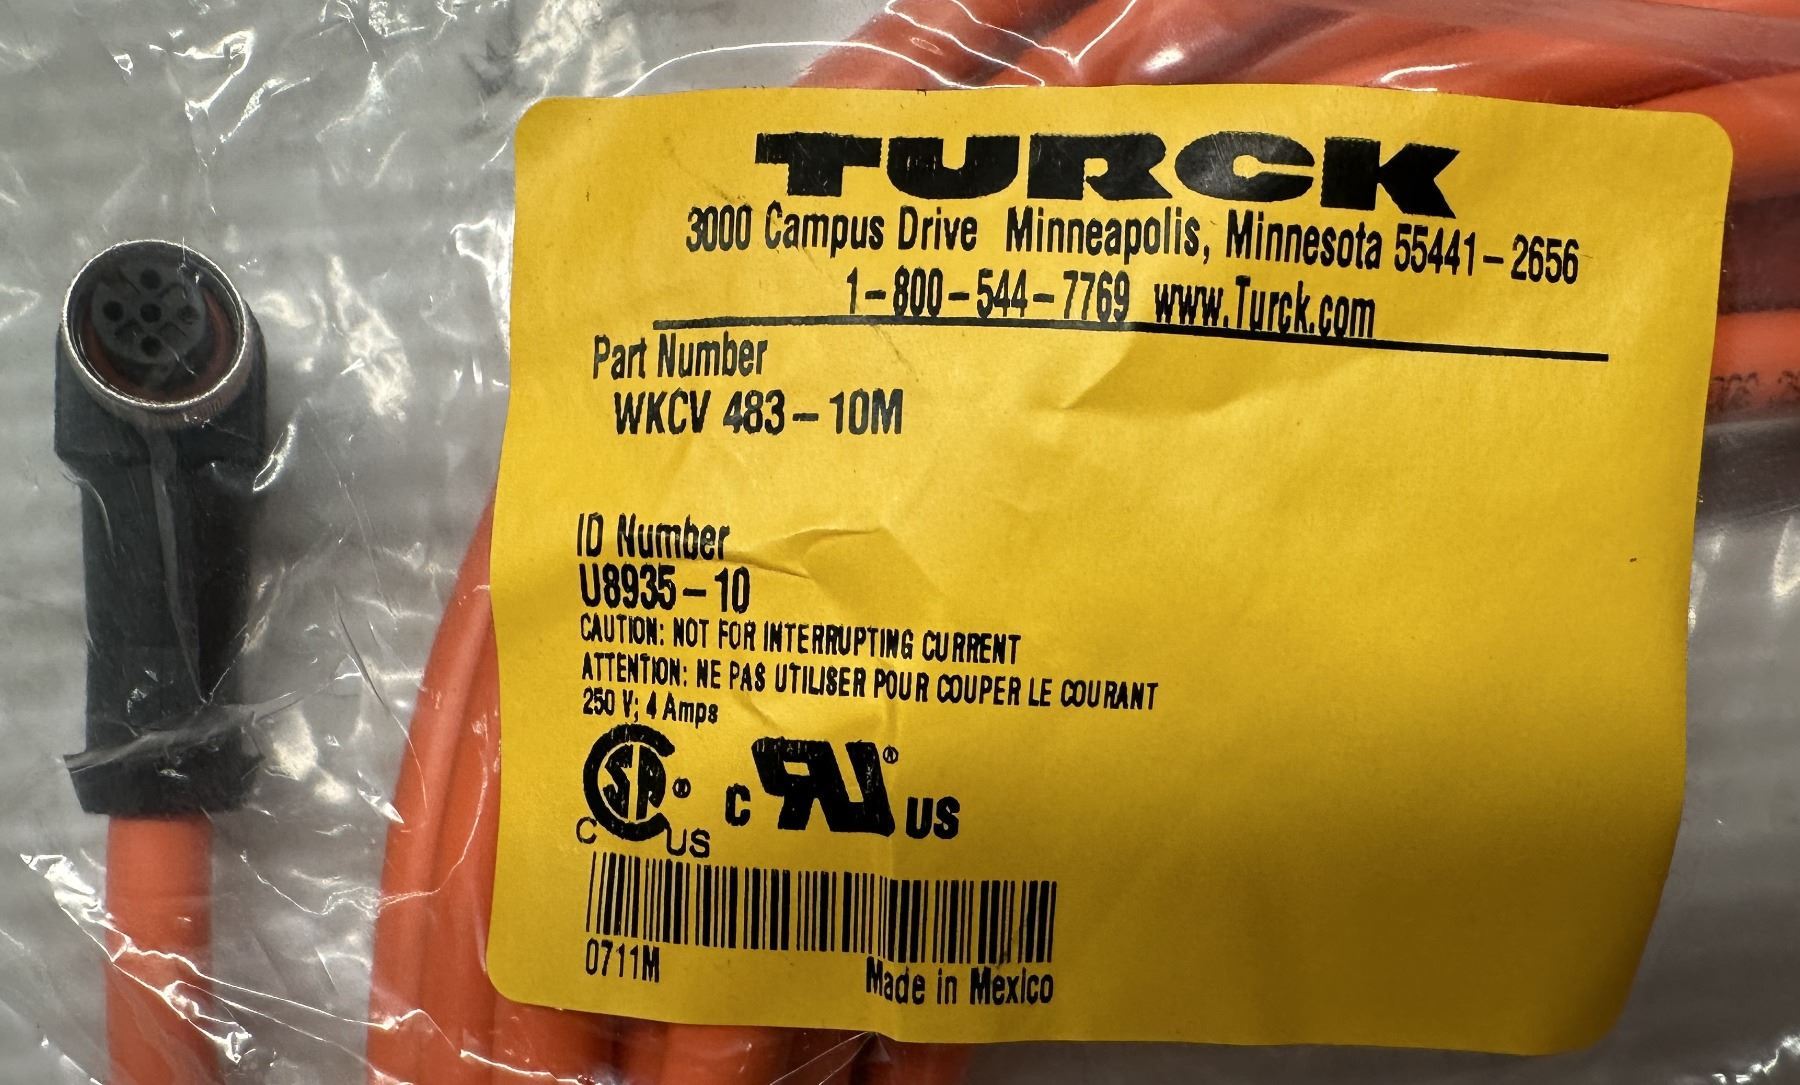 TURCK
3000 Campus Drive Minneapolis, Minnesota 55441-2656
1-800-544-7769 www.Turck.com
Part Number
WKCV 483-10M
ID Number
U8935-10
CAUTION: NOT FOR INTERRUPTING CURRENT
ATTENTION: NE PAS UTILISER POUR COUPER LE COURANT
250 V; 4 Amps
C SA® US
C RU® US
0711M
Made in Mexico